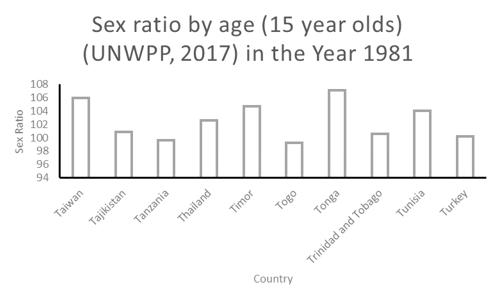 Sex ratio by age (15 year olds)
(UNWPP, 2017) in the Year 1981
108
106
104
102
100
98
96
94
Sex Ratio
Taiwan
Tajikistan
Tanzania
Thailand
Timor
Togo
Tonga
Trinidad and Tobago
Tunisia
Turkey
Country